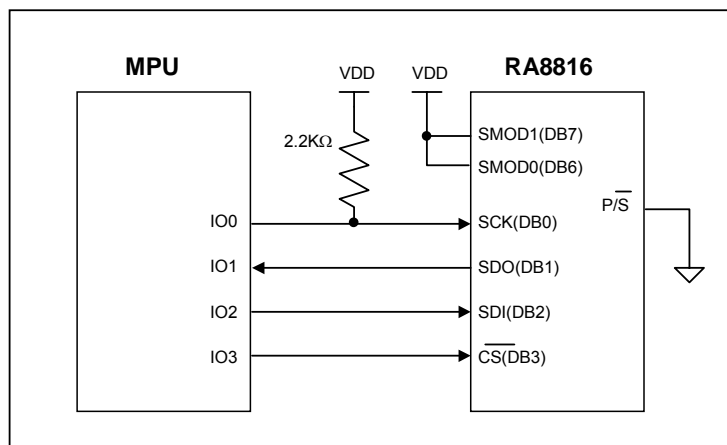 MPU
RA8816
VDD
VDD
2.2KΩ
SMOD1(DB7)
SMOD0(DB6)
P/S
IO0
SCK(DB0)
IO1
SDO(DB1)
IO2
SDI(DB2)
IO3
CS(DB3)